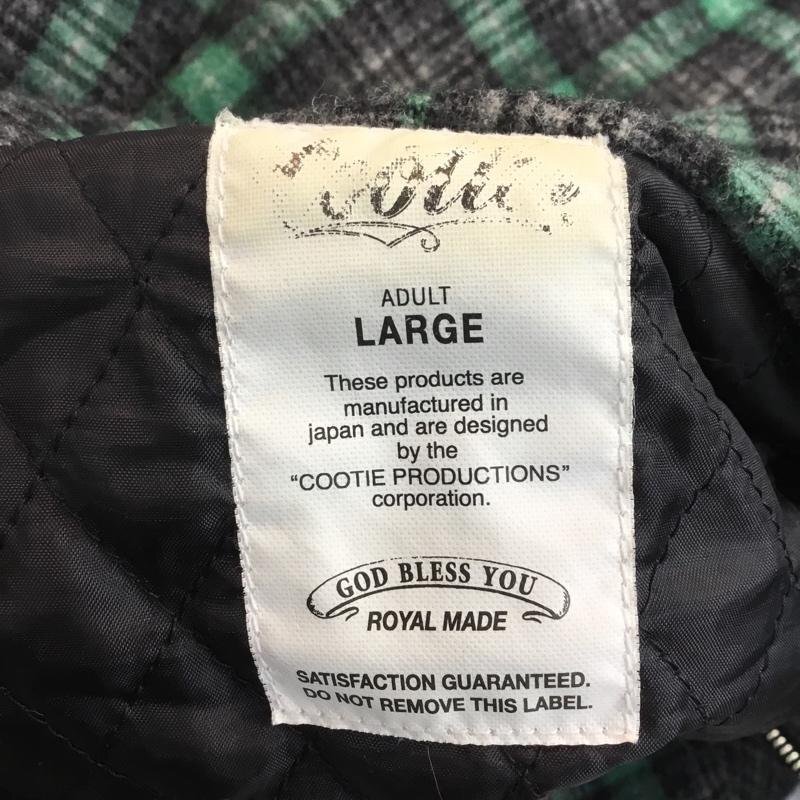 Cootie
ADULT
LARGE
These products are
manufactured in
japan and are designed
by the
“COOTIE PRODUCTIONS”
corporation.
GOD BLESS YOU
ROYAL MADE
SATISFACTION GUARANTEED.
DO NOT REMOVE THIS LABEL.